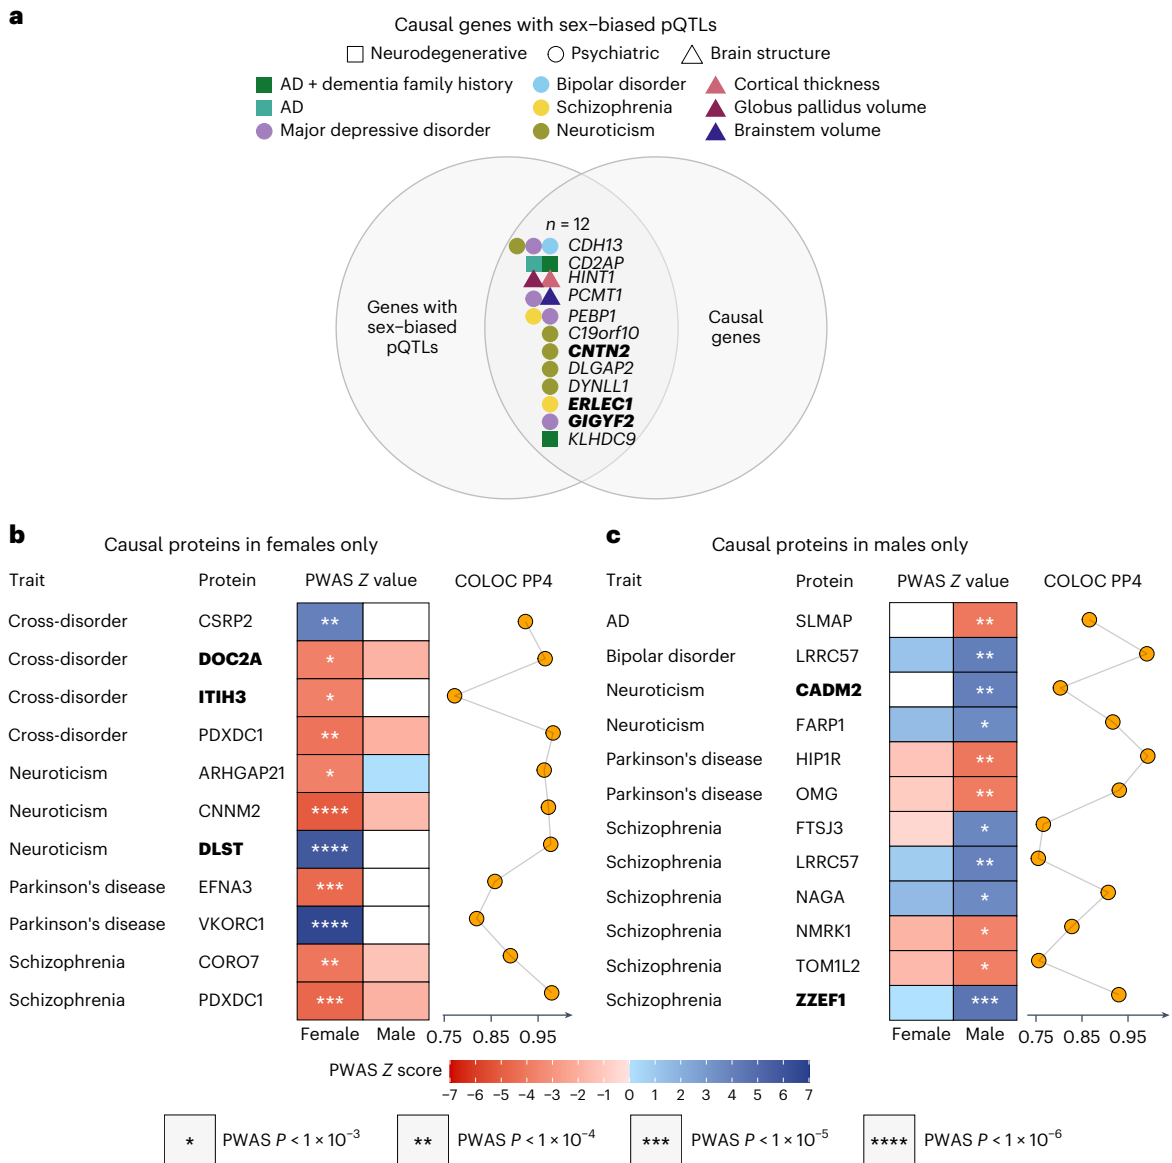 a
Causal genes with sex–biased pQTLs
Neurodegenerative Psychiatric Brain structure
AD + dementia family history Bipolar disorder Cortical thickness
AD Schizophrenia Globus pallidus volume
Major depressive disorder Neuroticism Brainstem volume
n = 12
CDH13
CD2AP
HINT1
PCMT1
PEBP1
C19orf10
CNTN2
DLGAP2
DYNLL1
ERLEC1
GIGYF2
KLHDC9
Genes with
sex–biased
pQTLs
Causal
genes
b
Causal proteins in females only
Trait Protein PWAS Z value COLOC PP4
Cross-disorder CSRP2 **
Cross-disorder DOC2A *
Cross-disorder ITIH3 *
Cross-disorder PDXDC1 **
Neuroticism ARHGAP21 *
Neuroticism CNNM2 ****
Neuroticism DLST ****
Parkinson's disease EFNA3 ***
Parkinson's disease VKORC1 ****
Schizophrenia CORO7 **
Schizophrenia PDXDC1 ***
Female Male 0.75 0.85 0.95
c
Causal proteins in males only
Trait Protein PWAS Z value COLOC PP4
AD SLMAP **
Bipolar disorder LRRC57 **
Neuroticism CADM2 **
Neuroticism FARP1 *
Parkinson's disease HIP1R **
Parkinson's disease OMG **
Schizophrenia FTSJ3 *
Schizophrenia LRRC57 **
Schizophrenia NAGA *
Schizophrenia NMRK1 *
Schizophrenia TOM1L2 *
Schizophrenia ZZEF1 ***
Female Male 0.75 0.85 0.95
PWAS Z score
−7 −6 −5 −4 −3 −2 −1 0 1 2 3 4 5 6 7
* PWAS P < 1 × 10⁻³ ** PWAS P < 1 × 10⁻⁴ *** PWAS P < 1 × 10⁻⁵ **** PWAS P < 1 × 10⁻⁶